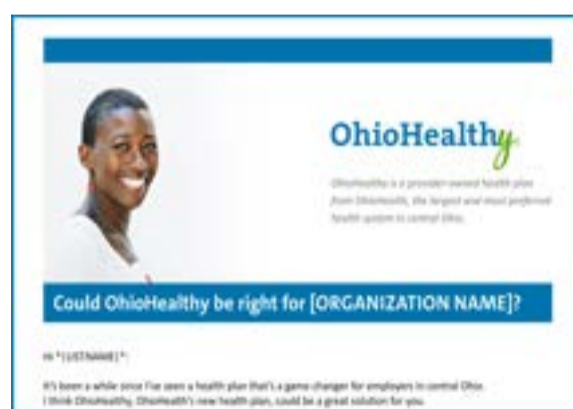 OhioHealthy
OhioHealthy is a provider-owned health plan
from OhioHealth, the largest and most preferred
health system in central Ohio.
Could OhioHealthy be right for [ORGANIZATION NAME]?
Hi *|LISTNAME|*:
It's been a while since I've seen a health plan that's a game changer for employers in central Ohio.
I think OhioHealthy, OhioHealth's new health plan, could be a great solution for you.